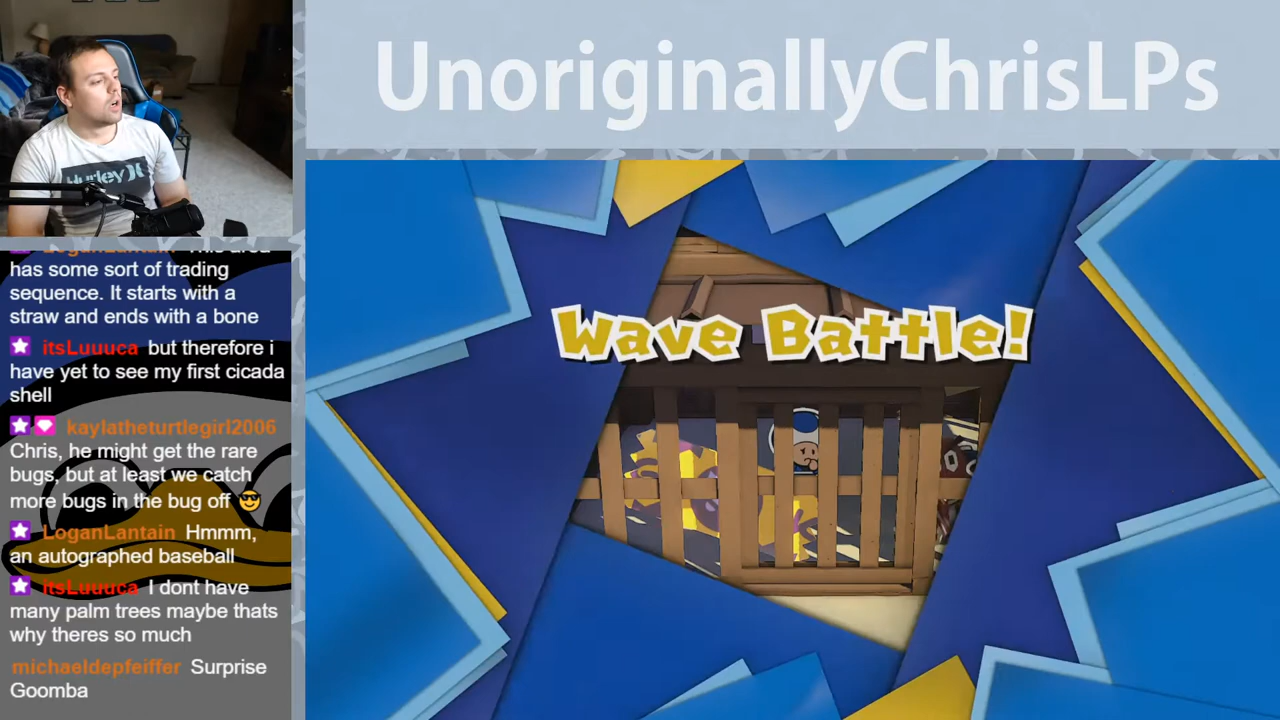 UnoriginallyChrisLPs
Hurley
Wave Battle!
has some sort of trading
sequence. It starts with a
straw and ends with a bone
itsLuuuca but therefore i
have yet to see my first cicada
shell
kaylatheturtlegirl2006
Chris, he might get the rare
bugs, but at least we catch
more bugs in the bug off 😎
LoganLantain Hmmm,
an autographed baseball
itsLuuuca I dont have
many palm trees maybe thats
why theres so much
michaeldepfeiffer Surprise
Goomba